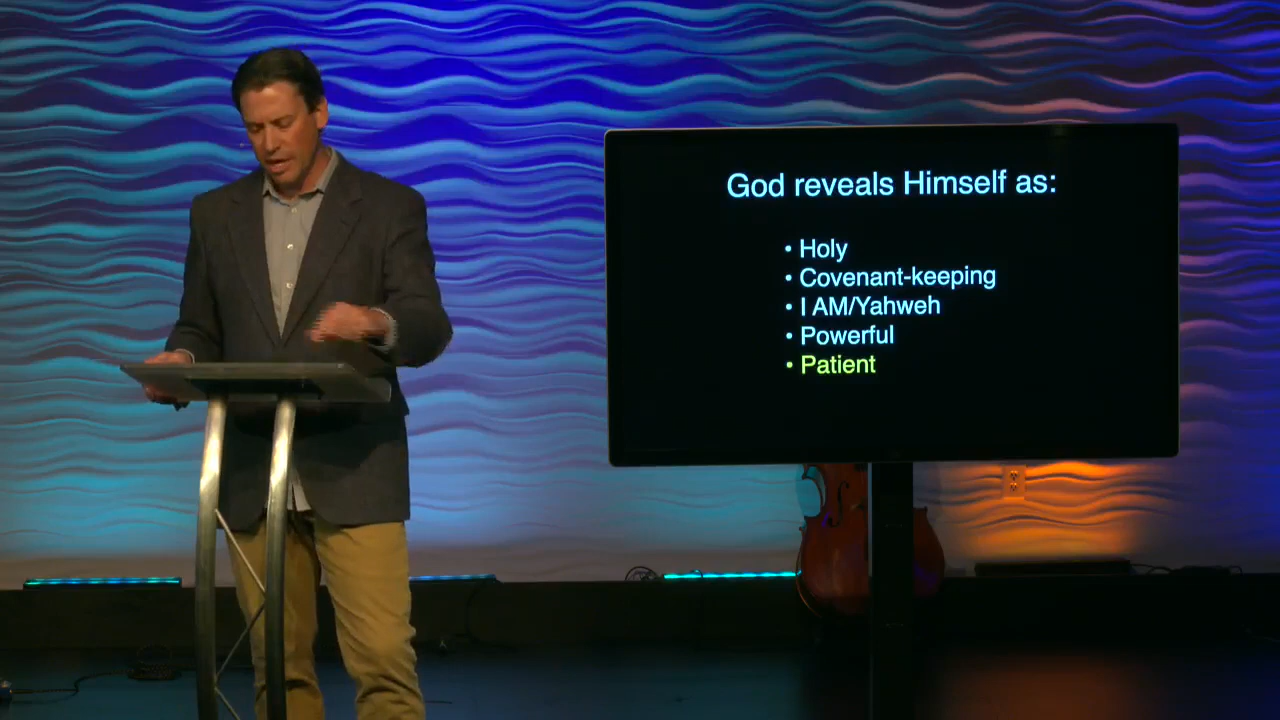 God reveals Himself as:
• Holy
• Covenant-keeping
• I AM/Yahweh
• Powerful
• Patient